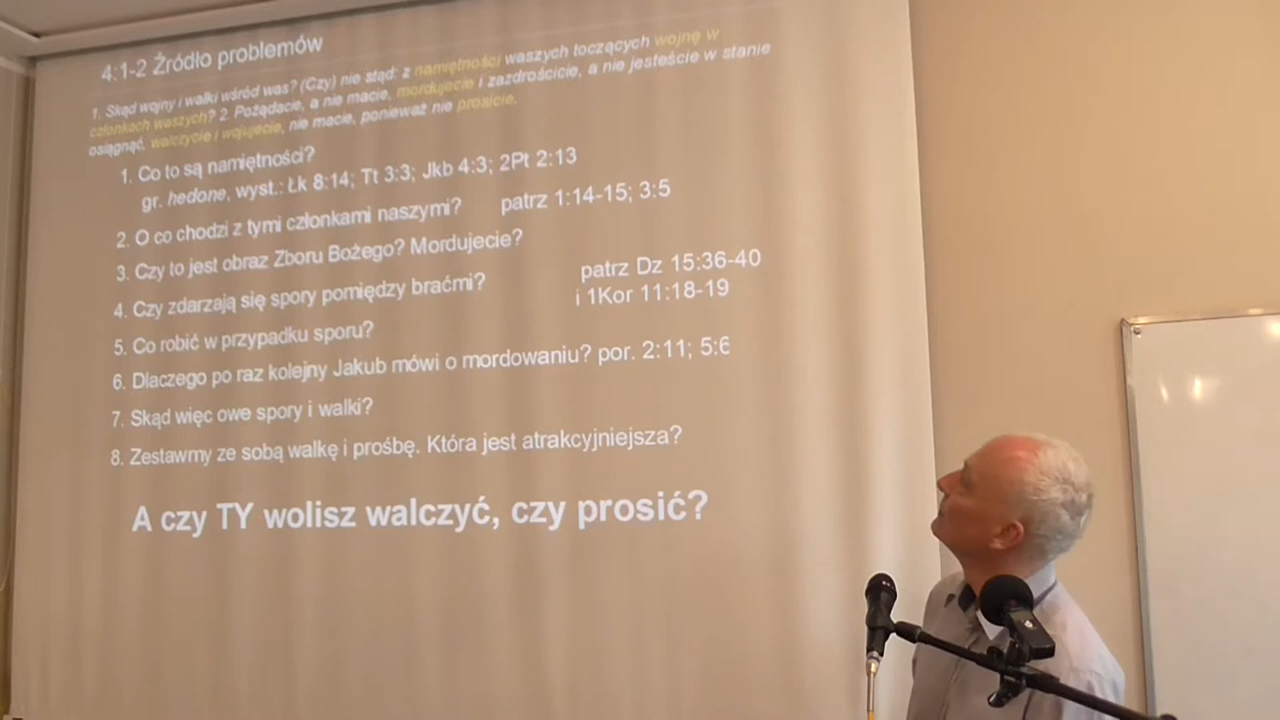 4:1-2 Źródło problemów
1. Skąd wojny i walki wśród was? (Czy) nie stąd: z namiętności waszych toczących wojnę w
członkach waszych? 2. Pożądacie, a nie macie, mordujecie i zazdrościcie, a nie jesteście w stanie
osiągnąć, walczycie i wojujecie, nie macie, ponieważ nie prosicie.
1. Co to są namiętności?
gr. hedone, wyst.: Łk 8:14; Tt 3:3; Jkb 4:3; 2Pt 2:13
2. O co chodzi z tymi członkami naszymi? patrz 1:14-15; 3:5
3. Czy to jest obraz Zboru Bożego? Mordujecie?
4. Czy zdarzają się spory pomiędzy braćmi? patrz Dz 15:36-40
i 1Kor 11:18-19
5. Co robić w przypadku sporu?
6. Dlaczego po raz kolejny Jakub mówi o mordowaniu? por. 2:11; 5:6
7. Skąd więc owe spory i walki?
8. Zestawmy ze sobą walkę i prośbę. Która jest atrakcyjniejsza?
A czy TY wolisz walczyć, czy prosić?